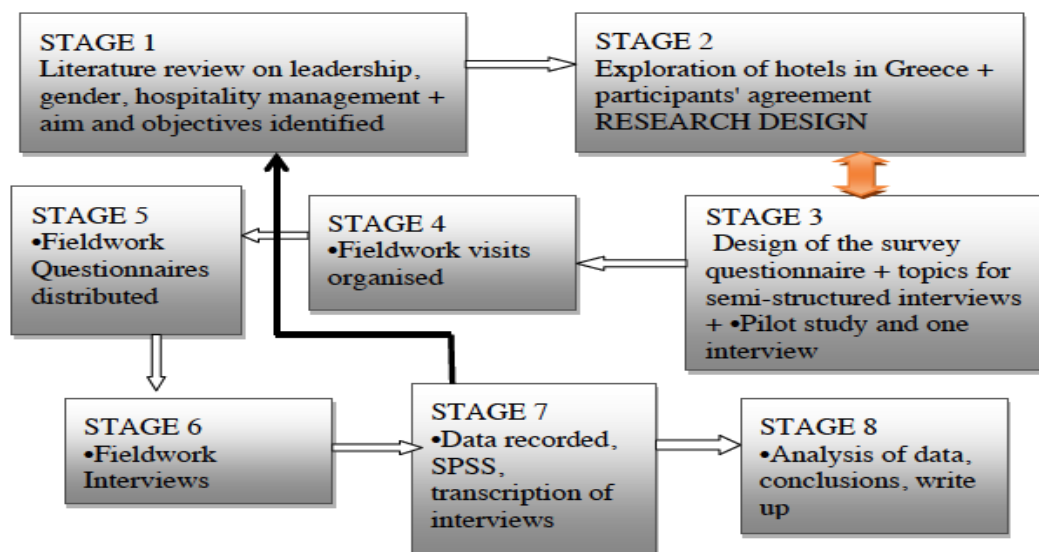 STAGE 1
Literature review on leadership,
gender, hospitality management +
aim and objectives identified
STAGE 2
Exploration of hotels in Greece +
participants' agreement
RESEARCH DESIGN
STAGE 3
Design of the survey
questionnaire + topics for
semi-structured interviews
+ •Pilot study and one
interview
STAGE 4
•Fieldwork visits
organised
STAGE 5
•Fieldwork
Questionnaires
distributed
STAGE 6
•Fieldwork
Interviews
STAGE 7
•Data recorded,
SPSS,
transcription of
interviews
STAGE 8
•Analysis of data,
conclusions, write
up